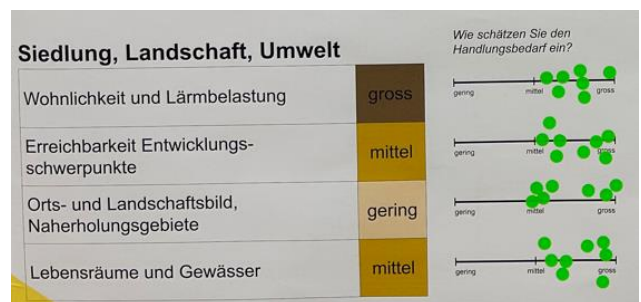 Siedlung, Landschaft, Umwelt
Wie schätzen Sie den
Handlungsbedarf ein?
Wohnlichkeit und Lärmbelastung
gross
gering mittel gross
Erreichbarkeit Entwicklungs-
schwerpunkte
mittel
gering mittel gross
Orts- und Landschaftsbild,
Naherholungsgebiete
gering
gering mittel gross
Lebensräume und Gewässer
mittel
gering mittel gross